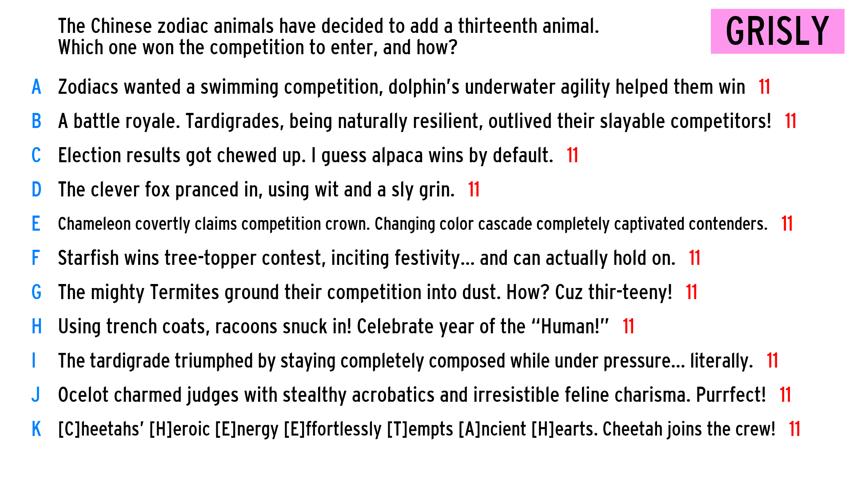 The Chinese zodiac animals have decided to add a thirteenth animal.
Which one won the competition to enter, and how?
GRISLY
A Zodiacs wanted a swimming competition, dolphin's underwater agility helped them win 11
B A battle royale. Tardigrades, being naturally resilient, outlived their slayable competitors! 11
C Election results got chewed up. I guess alpaca wins by default. 11
D The clever fox pranced in, using wit and a sly grin. 11
E Chameleon covertly claims competition crown. Changing color cascade completely captivated contenders. 11
F Starfish wins tree-topper contest, inciting festivity... and can actually hold on. 11
G The mighty Termites ground their competition into dust. How? Cuz thir-teeny! 11
H Using trench coats, racoons snuck in! Celebrate year of the “Human!” 11
I The tardigrade triumphed by staying completely composed while under pressure... literally. 11
J Ocelot charmed judges with stealthy acrobatics and irresistible feline charisma. Purrfect! 11
K [C]heetahs' [H]eroic [E]nergy [E]ffortlessly [T]empts [A]ncient [H]earts. Cheetah joins the crew! 11